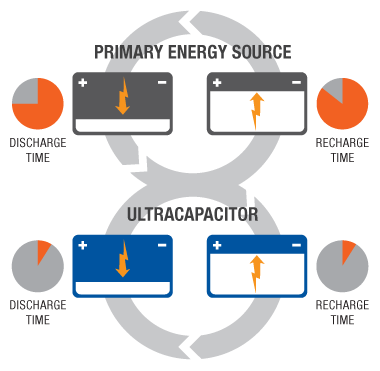 PRIMARY ENERGY SOURCE
+ -
+ -
DISCHARGE
TIME
RECHARGE
TIME
ULTRACAPACITOR
+ -
+ -
DISCHARGE
TIME
RECHARGE
TIME